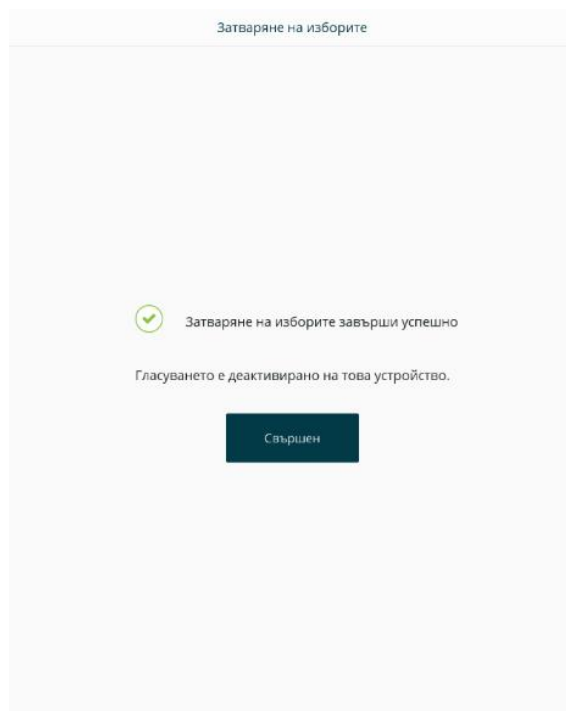 Затваряне на изборите
Затваряне на изборите завърши успешно
Гласуването е деактивирано на това устройство.
Свършен